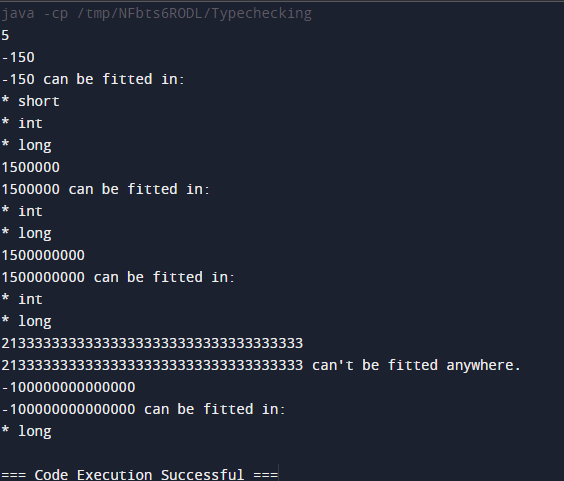 java -cp /tmp/NFbts6RODL/Typechecking
5
-150
-150 can be fitted in:
* short
* int
* long
1500000
1500000 can be fitted in:
* int
* long
1500000000
1500000000 can be fitted in:
* int
* long
213333333333333333333333333333333333
213333333333333333333333333333333333 can't be fitted anywhere.
-100000000000000
-100000000000000 can be fitted in:
* long
=== Code Execution Successful ===